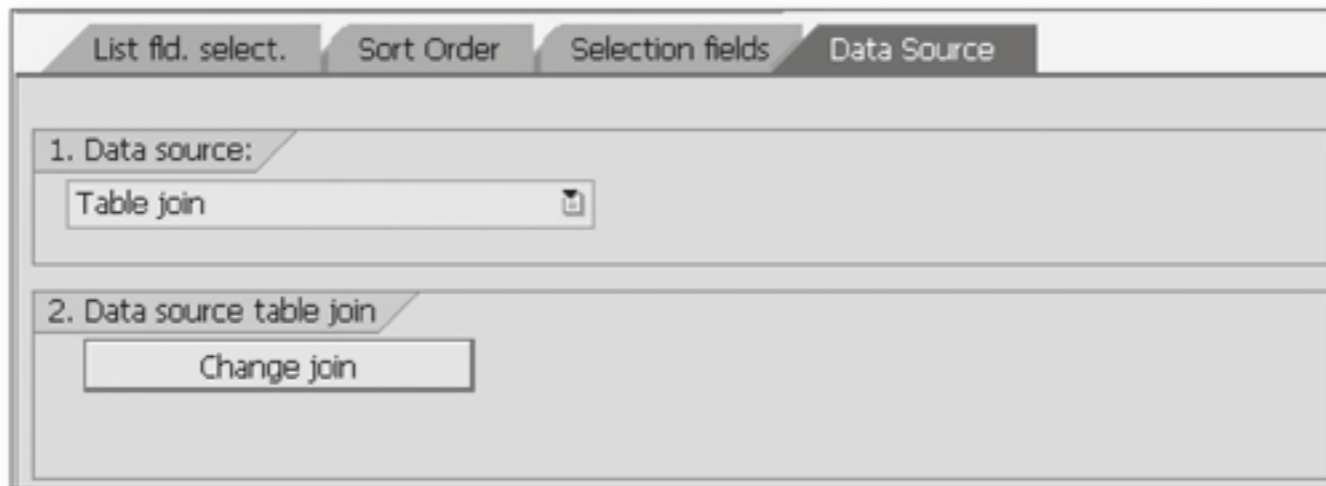 List fld. select. Sort Order Selection fields Data Source
1. Data source:
Table join
2. Data source table join
Change join